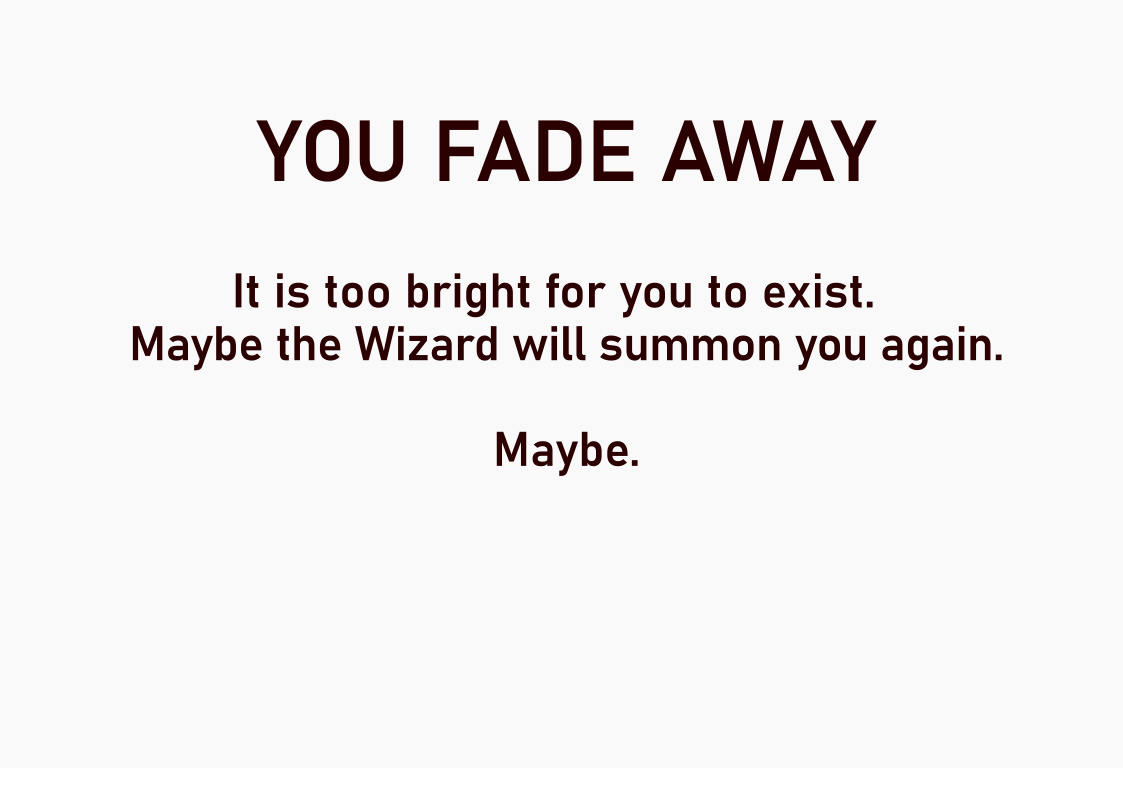 YOU FADE AWAY
It is too bright for you to exist.
Maybe the Wizard will summon you again.
Maybe.